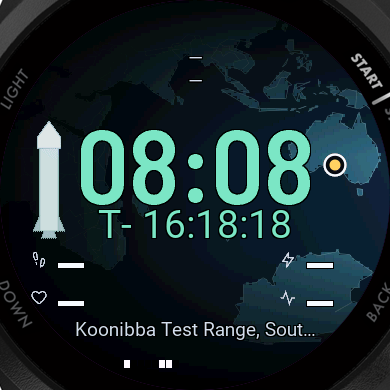 LIGHT
START
08:08
T- 16:18:18
DOWN
BACK
Koonibba Test Range, Sout...